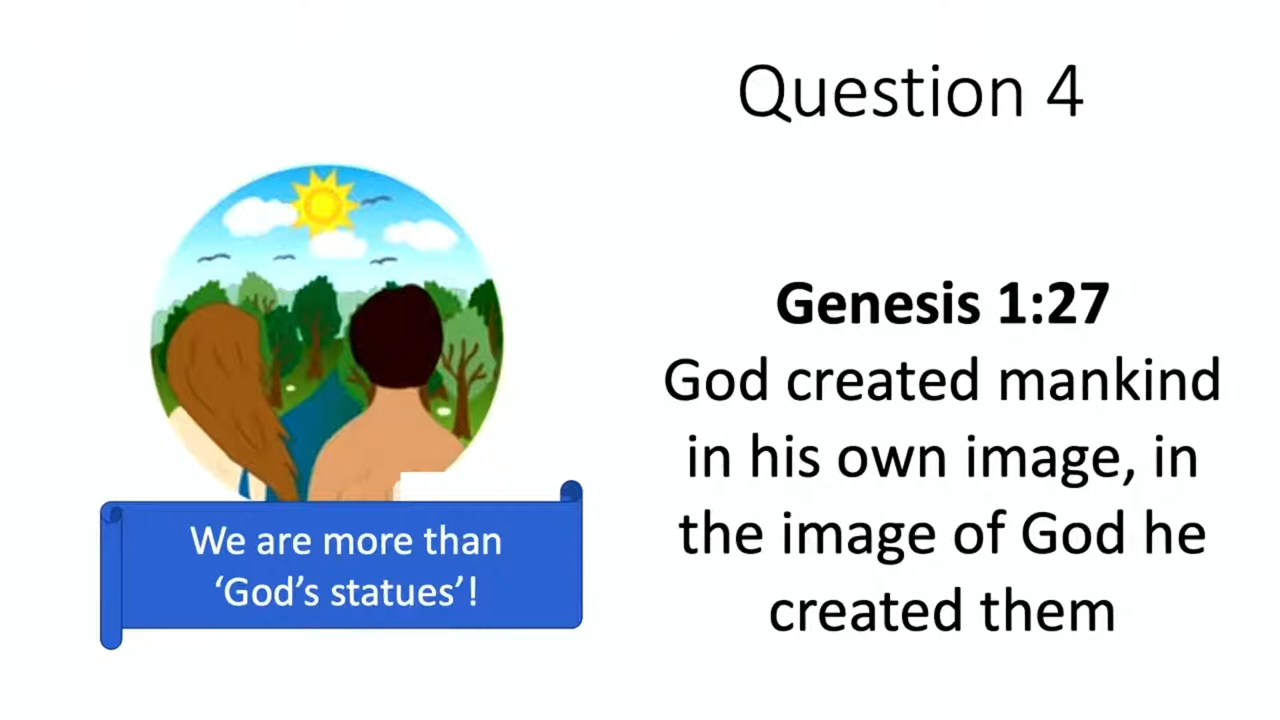 Question 4
Genesis 1:27
God created mankind
in his own image, in
the image of God he
created them
We are more than
‘God’s statues’!